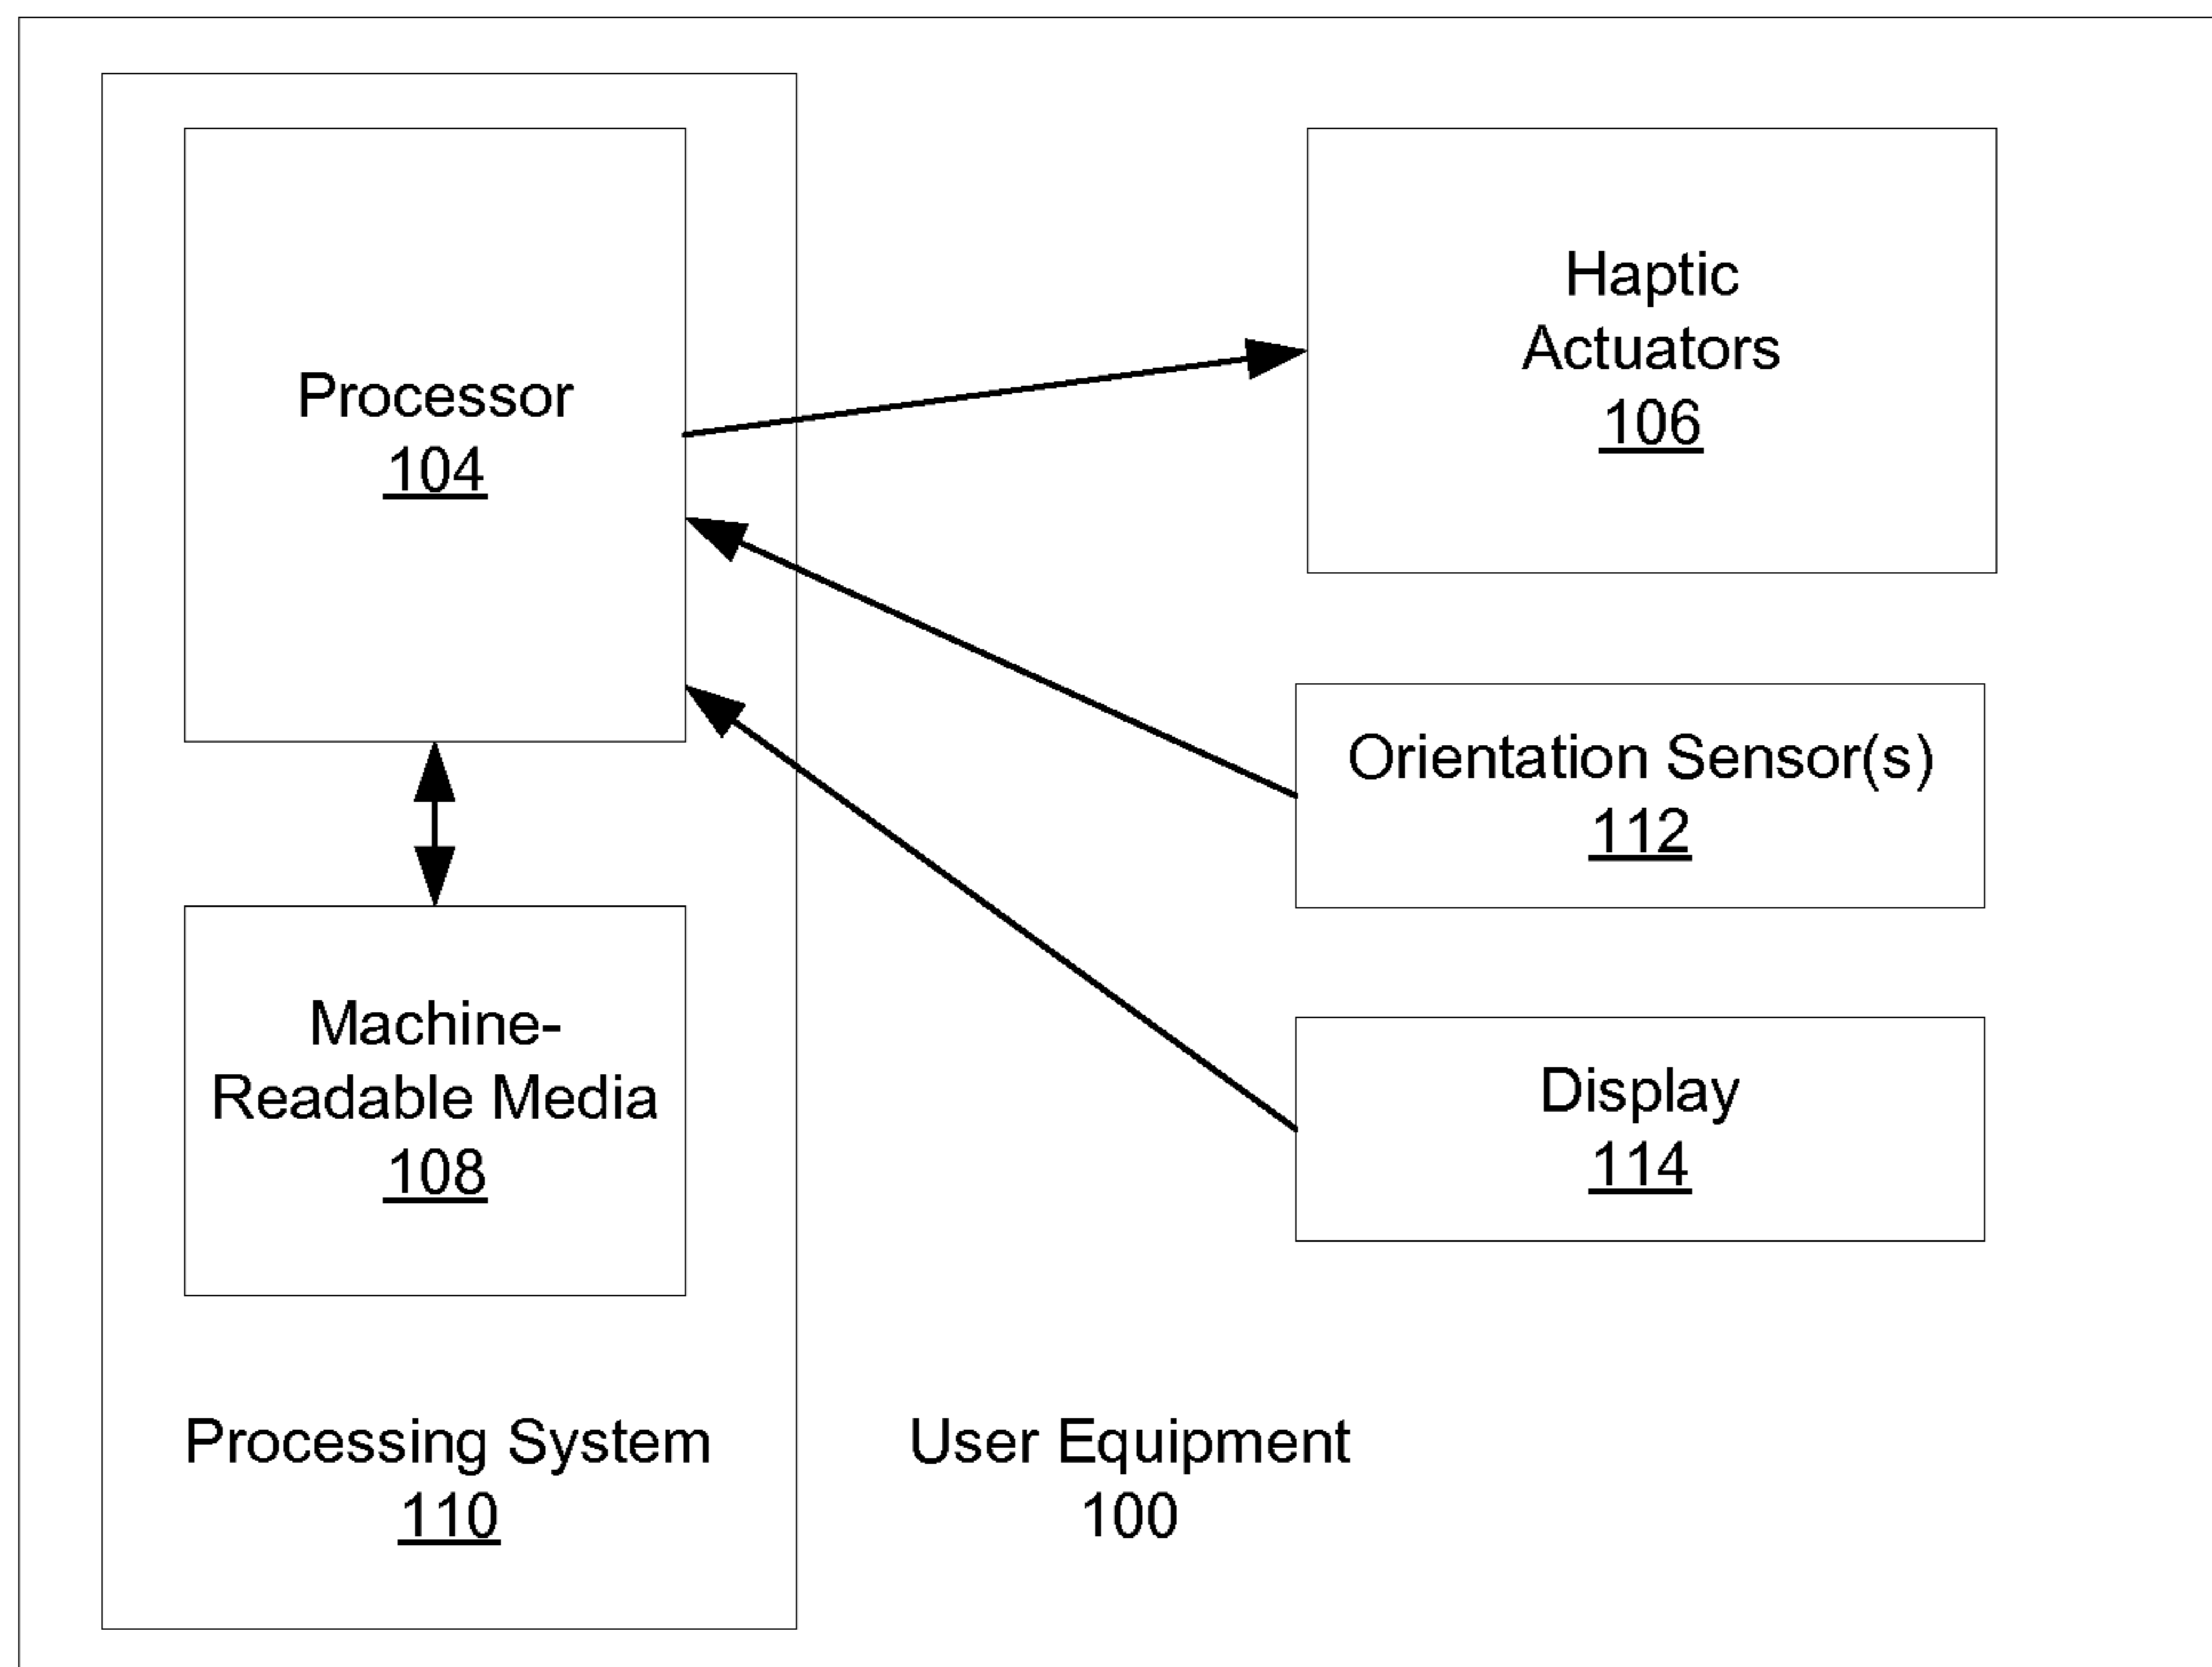 Processor
104
Haptic
Actuators
106
Orientation Sensor(s)
112
Machine-
Readable Media
108
Display
114
Processing System
110
User Equipment
100